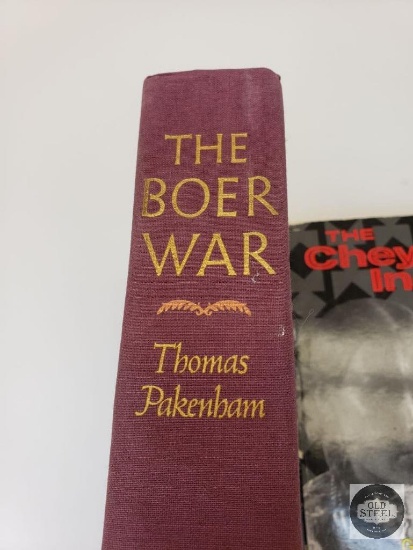 THE
BOER
WAR
Thomas
Pakenham
THE
Chey
In
OLD
STEEL